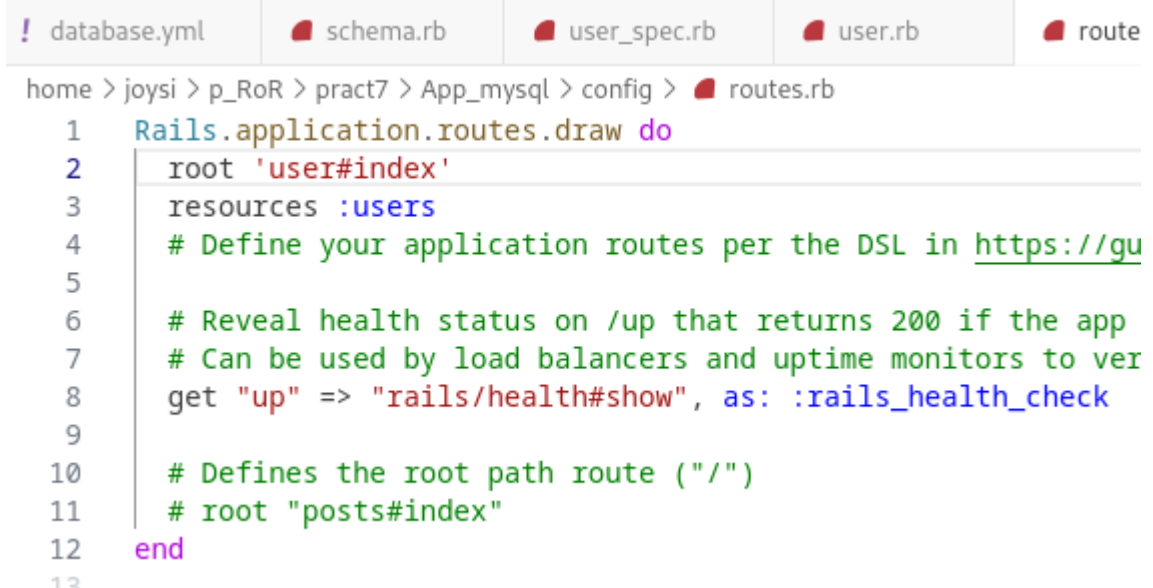 ! database.yml schema.rb user_spec.rb user.rb route
home > joysi > p_RoR > pract7 > App_mysql > config > routes.rb
1 Rails.application.routes.draw do
2 root 'user#index'
3 resources :users
4 # Define your application routes per the DSL in https://gu
5
6 # Reveal health status on /up that returns 200 if the app
7 # Can be used by load balancers and uptime monitors to ver
8 get "up" => "rails/health#show", as: :rails_health_check
9
10 # Defines the root path route ("/")
11 # root "posts#index"
12 end
13